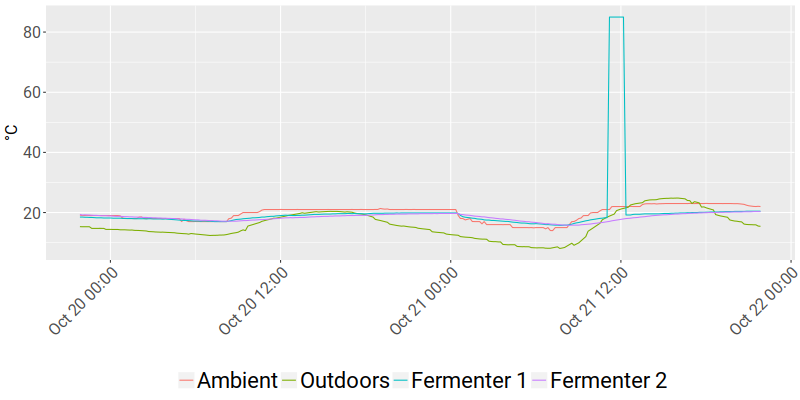 80
60
°C
40
20
Oct 20 00:00
Oct 20 12:00
Oct 21 00:00
Oct 21 12:00
Oct 22 00:00
Ambient Outdoors Fermenter 1 Fermenter 2